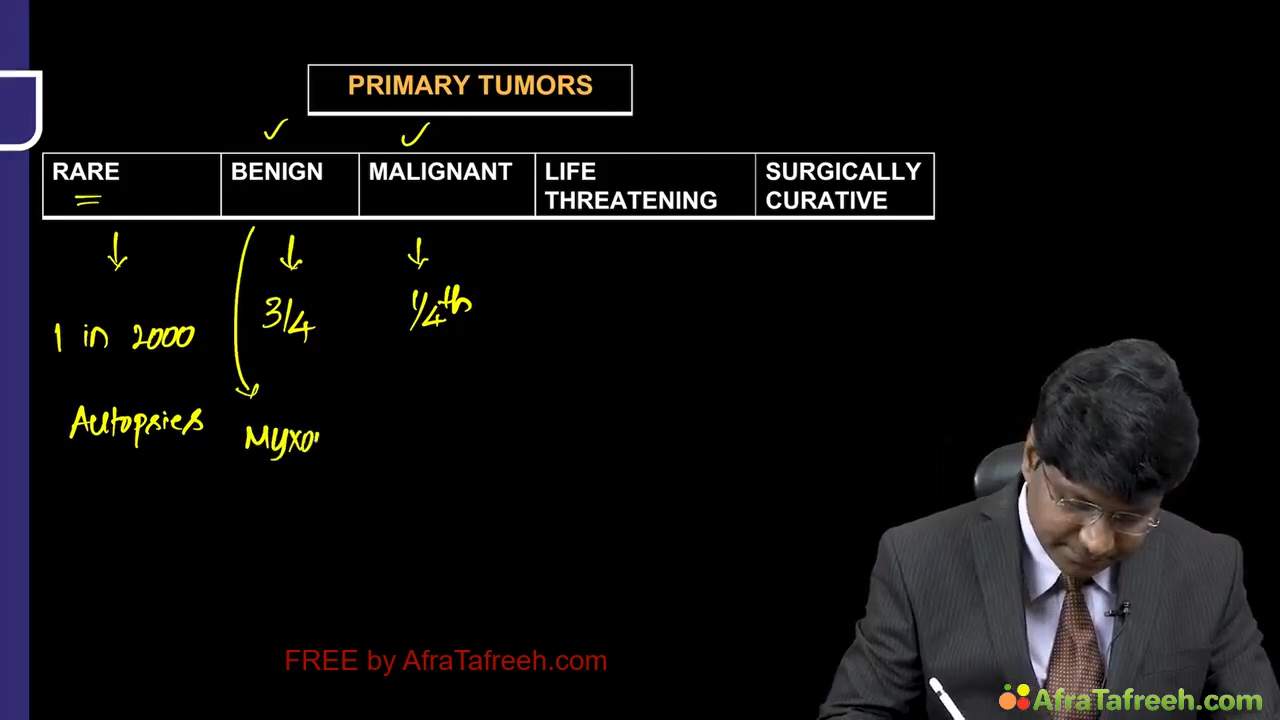 PRIMARY TUMORS
RARE BENIGN MALIGNANT LIFE THREATENING SURGICALLY CURATIVE
1 in 2000 3/4 1/4th
Autopsies Myxo
FREE by AfraTafreeh.com
AfraTafreeh.com